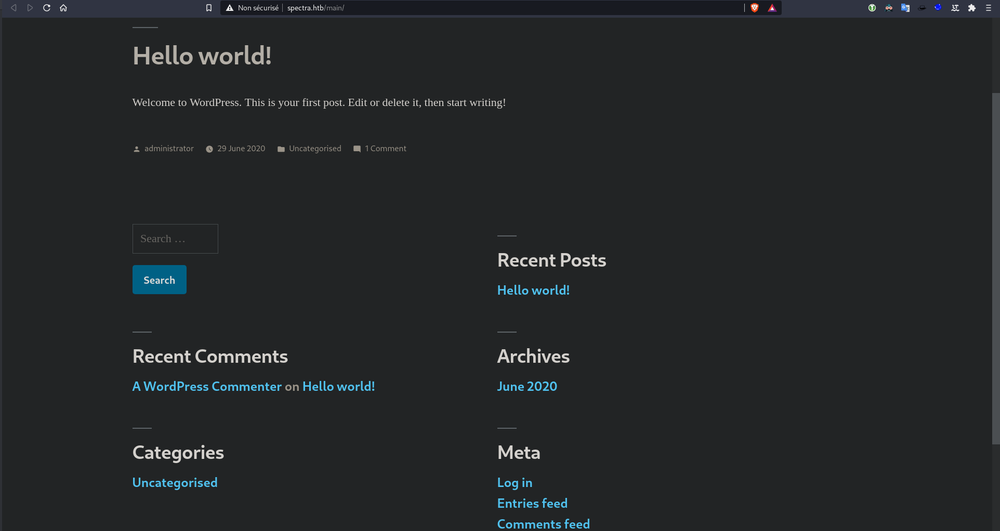 Non sécurisé | spectra.htb/main/
Hello world!
Welcome to WordPress. This is your first post. Edit or delete it, then start writing!
administrator 29 June 2020 Uncategorised 1 Comment
Search …
Search
Recent Posts
Hello world!
Recent Comments
A WordPress Commenter on Hello world!
Archives
June 2020
Categories
Uncategorised
Meta
Log in
Entries feed
Comments feed